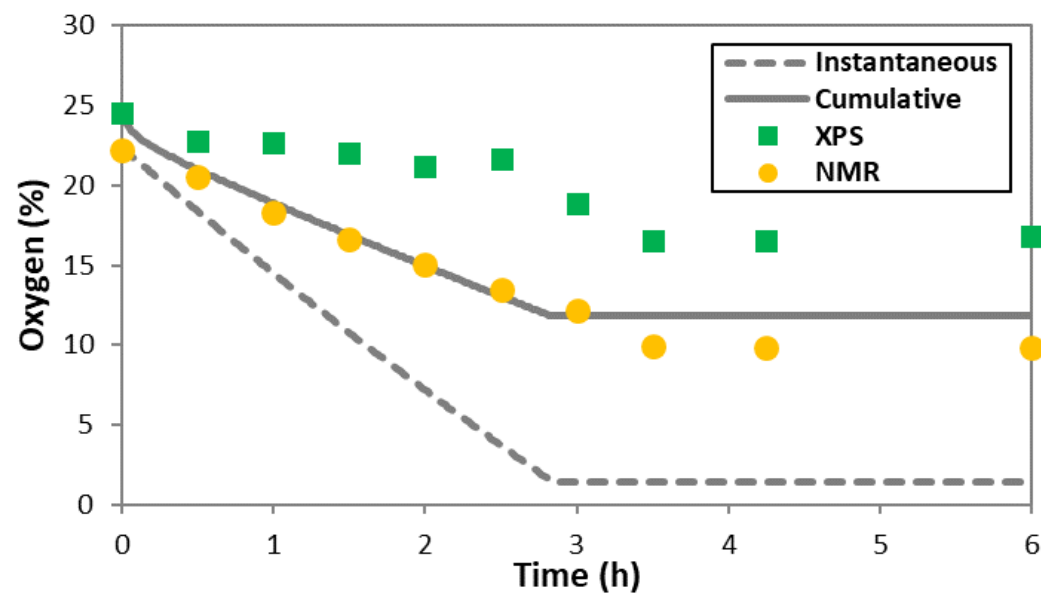 30
25
20
15
10
5
0
Oxygen (%)
Instantaneous
Cumulative
XPS
NMR
0 1 2 3 4 5 6
Time (h)